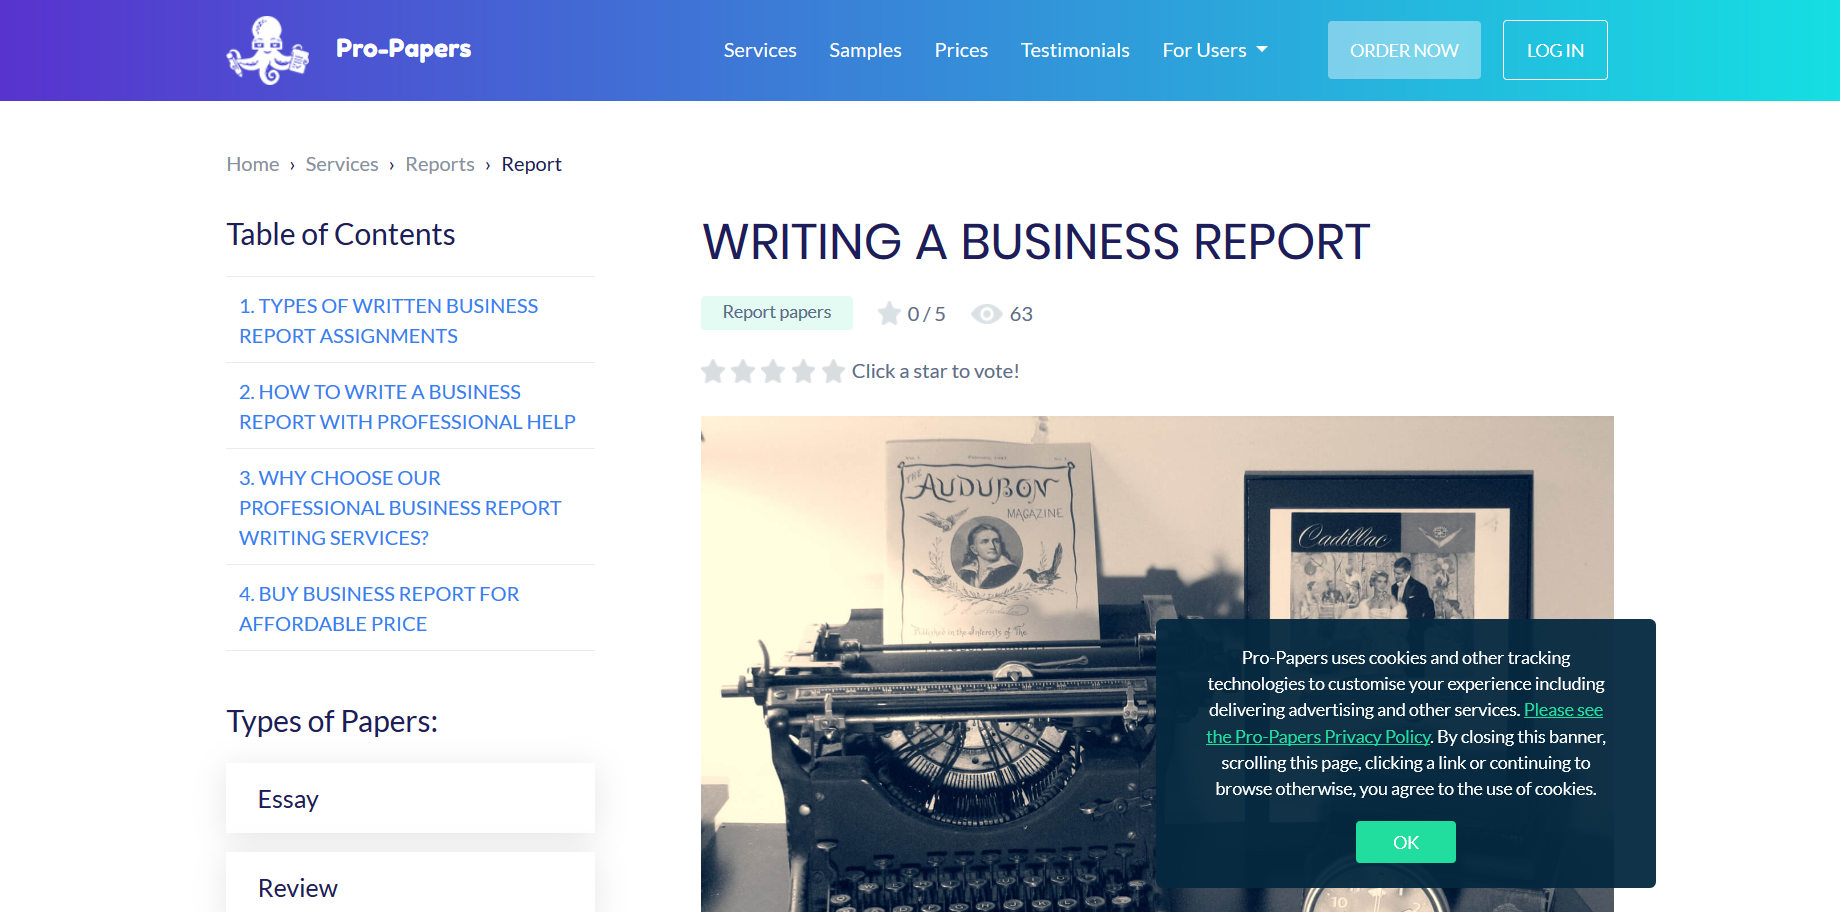 Pro-Papers
Services
Samples
Prices
Testimonials
For Users
ORDER NOW
LOG IN
Home › Services › Reports › Report
Table of Contents
1. TYPES OF WRITTEN BUSINESS
REPORT ASSIGNMENTS
2. HOW TO WRITE A BUSINESS
REPORT WITH PROFESSIONAL HELP
3. WHY CHOOSE OUR
PROFESSIONAL BUSINESS REPORT
WRITING SERVICES?
4. BUY BUSINESS REPORT FOR
AFFORDABLE PRICE
Types of Papers:
Essay
Review
WRITING A BUSINESS REPORT
Report papers
0 / 5
63
Click a star to vote!
THE
AUDUBON
MAGAZINE
Published in the Interests of The
Cadillac
Pro-Papers uses cookies and other tracking
technologies to customise your experience including
delivering advertising and other services. Please see
the Pro-Papers Privacy Policy. By closing this banner,
scrolling this page, clicking a link or continuing to
browse otherwise, you agree to the use of cookies.
OK